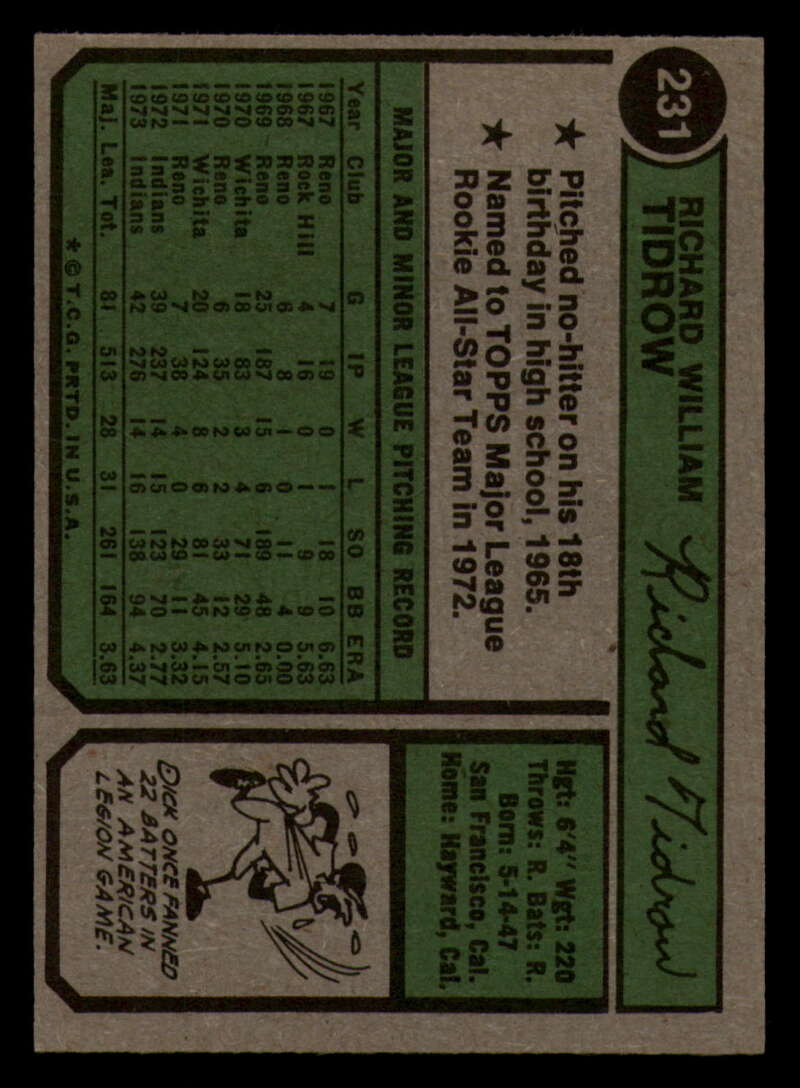 231
RICHARD WILLIAM
TIDROW
Richard Tidrow
★ Pitched no-hitter on his 18th
birthday in high school, 1965.
★ Named to TOPPS Major League
Rookie All-Star Team in 1972.
MAJOR AND MINOR LEAGUE PITCHING RECORD
Year Club G IP W L SO BB ERA
1967 Reno 7 19 0 1 18 10 6.63
1967 Rock Hill 4 16 0 1 9 9 5.63
1968 Reno 6 8 1 0 11 4 0.00
1969 Reno 25 187 15 6 189 48 2.65
1970 Wichita 18 83 3 4 71 29 5.10
1970 Reno 6 35 2 2 33 12 2.57
1971 Wichita 20 124 8 6 81 45 4.15
1971 Reno 7 38 4 0 29 11 3.32
1972 Indians 39 237 14 15 123 70 2.77
1973 Indians 42 276 14 16 138 94 4.37
Maj. Lea. Tot. 81 513 28 31 261 164 3.63
* © T.C.G. PRTD. IN U.S.A.
Hgt: 6'4" Wgt: 220
Throws: R. Bats: R.
Born: 5-14-47
San Francisco, Cal.
Home: Hayward, Cal.
DICK ONCE FANNED
22 BATTERS IN
AN AMERICAN
LEGION GAME.